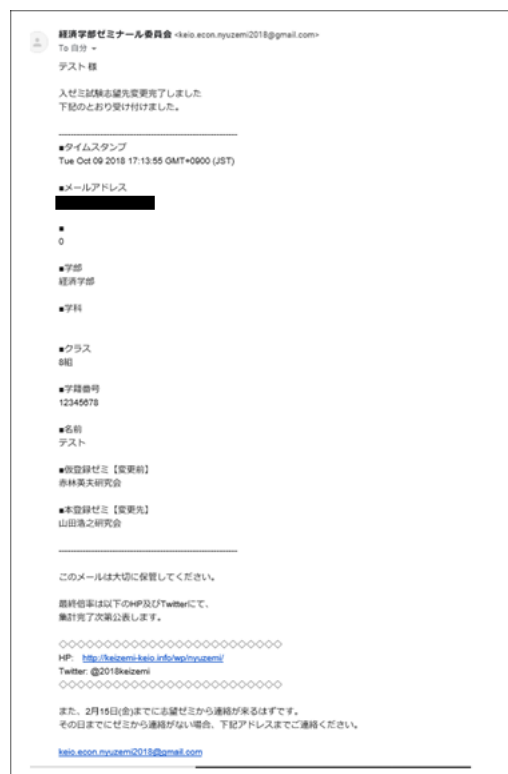 経済学部ゼミナール委員会 <keio.econ.nyuzemi2018@gmail.com>
To 自分
テスト 様
入ゼミ試験志望先変更完了しました
下記のとおり受け付けました。
------------------------------------------------------------
■タイムスタンプ
Tue Oct 09 2018 17:13:55 GMT+0900 (JST)
■メールアドレス
■
0
■学部
経済学部
■学科
■クラス
8組
■学籍番号
12345678
■名前
テスト
■仮登録ゼミ【変更前】
赤林英夫研究会
■本登録ゼミ【変更先】
山田浩之研究会
------------------------------------------------------------
このメールは大切に保管してください。
最終倍率は以下のHP及びTwitterにて、
集計完了次第公表します。
◇◇◇◇◇◇◇◇◇◇◇◇◇◇◇◇◇◇◇◇◇◇◇◇◇
HP: http://keizemi-keio.info/wp/nyuzemi/
Twitter: @2018keizemi
◇◇◇◇◇◇◇◇◇◇◇◇◇◇◇◇◇◇◇◇◇◇◇◇◇
また、2月15日(金)までに志望ゼミから連絡が来るはずです。
その日までにゼミから連絡がない場合、下記アドレスまでご連絡ください。
keio.econ.nyuzemi2018@gmail.com